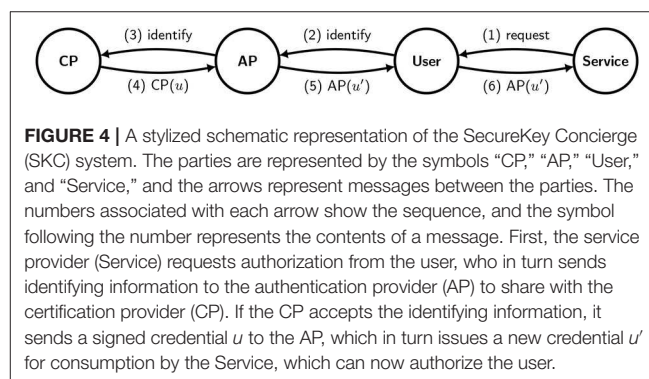 (3) identify (2) identify (1) request
CP AP User Service
(4) CP(u) (5) AP(u′) (6) AP(u′)
FIGURE 4 | A stylized schematic representation of the SecureKey Concierge
(SKC) system. The parties are represented by the symbols “CP,” “AP,” “User,”
and “Service,” and the arrows represent messages between the parties. The
numbers associated with each arrow show the sequence, and the symbol
following the number represents the contents of a message. First, the service
provider (Service) requests authorization from the user, who in turn sends
identifying information to the authentication provider (AP) to share with the
certification provider (CP). If the CP accepts the identifying information, it
sends a signed credential u to the AP, which in turn issues a new credential u′
for consumption by the Service, which can now authorize the user.